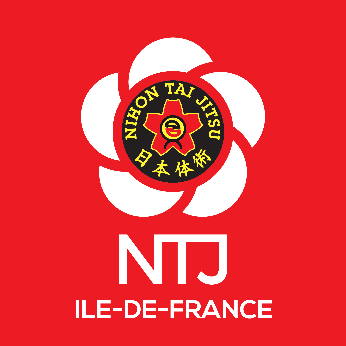 NIHON TAI JITSU
日本体術
NTJ
ILE-DE-FRANCE